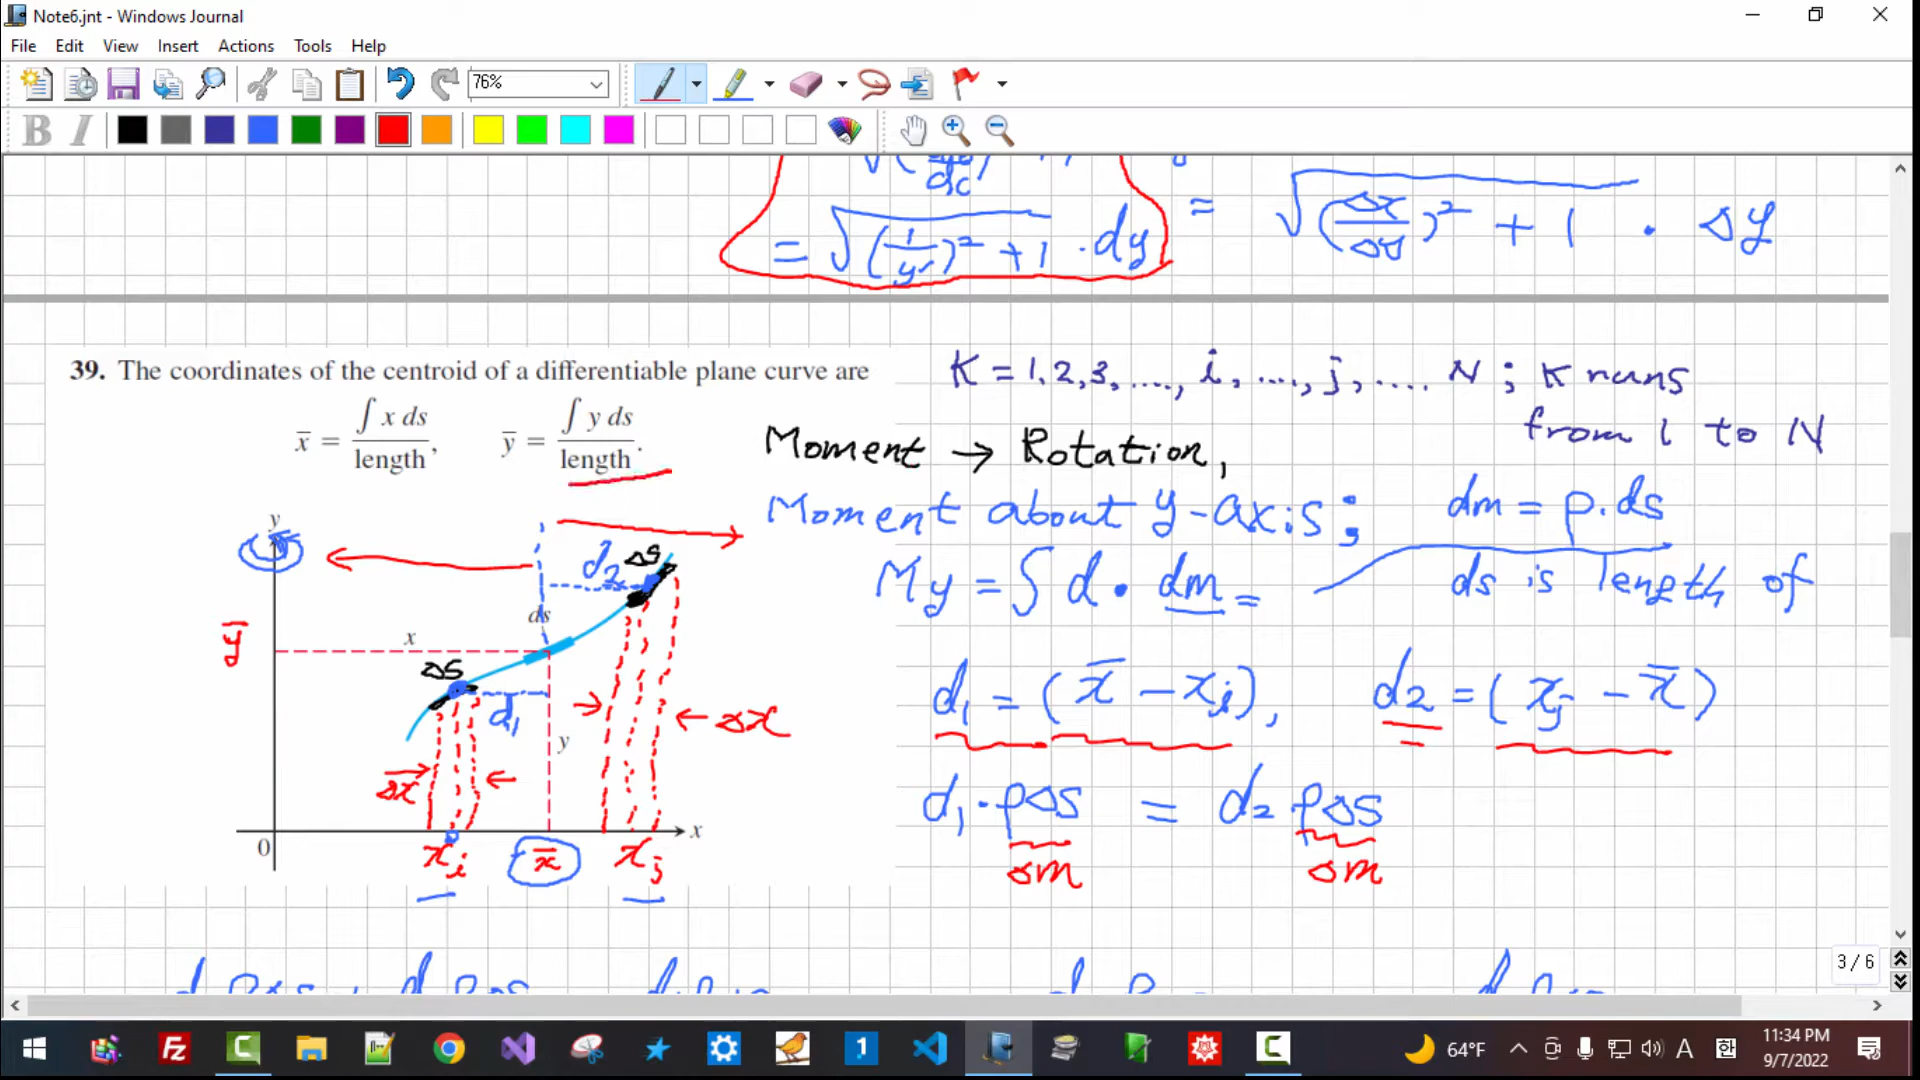 Note6.jnt - Windows Journal
File Edit View Insert Actions Tools Help
76%
B I
= √(1/y')² + 1 · dy = √(Δx/Δy)² + 1 · Δy
39. The coordinates of the centroid of a differentiable plane curve are
x̄ = ∫ x ds / length, ȳ = ∫ y ds / length.
K = 1, 2, 3, ...., i, ...., j, .... N ; K runs
from 1 to N
Moment → Rotation,
Moment about y-axis ; dm = ρ.ds
My = ∫ d • dm = ds is length of
d₁ = (x̄ - xi), d₂ = (xj - x̄)
d₁ · ρΔs = d₂ ρΔs
Δm Δm
y
d₂ Δs
ds
ȳ x
Δs
d₁
y
← Δx
Δx
x
0
xi x̄ xj
3 / 6
64°F
A
한
11:34 PM
9/7/2022